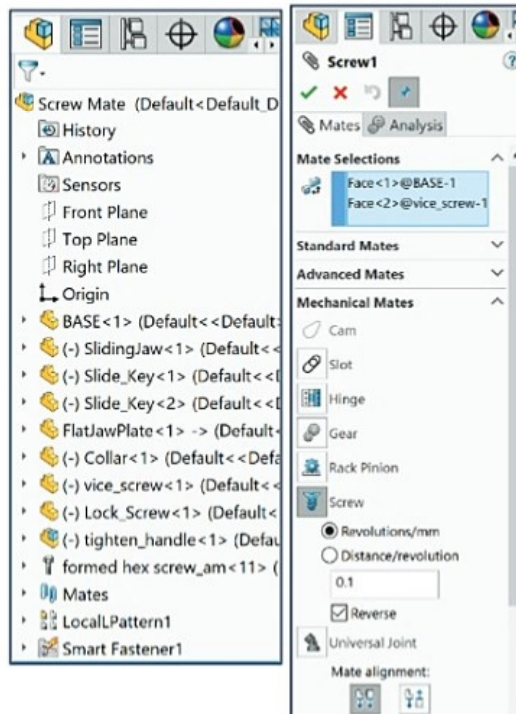 Screw Mate (Default<Default_D
History
Annotations
Sensors
Front Plane
Top Plane
Right Plane
Origin
BASE<1> (Default<<Default>
(-) SlidingJaw<1> (Default<<
(-) Slide_Key<1> (Default<<D
(-) Slide_Key<2> (Default<<D
FlatJawPlate<1> -> (Default<
(-) Collar<1> (Default<<Defa
(-) vice_screw<1> (Default<<
(-) Lock_Screw<1> (Default<
(-) tighten_handle<1> (Defau
formed hex screw_am<11> (
Mates
LocalLPattern1
Smart Fastener1
Screw1
?
Mates Analysis
Mate Selections
Face<1>@BASE-1
Face<2>@vice_screw-1
Standard Mates
Advanced Mates
Mechanical Mates
Cam
Slot
Hinge
Gear
Rack Pinion
Screw
Revolutions/mm
Distance/revolution
0.1
Reverse
Universal Joint
Mate alignment: